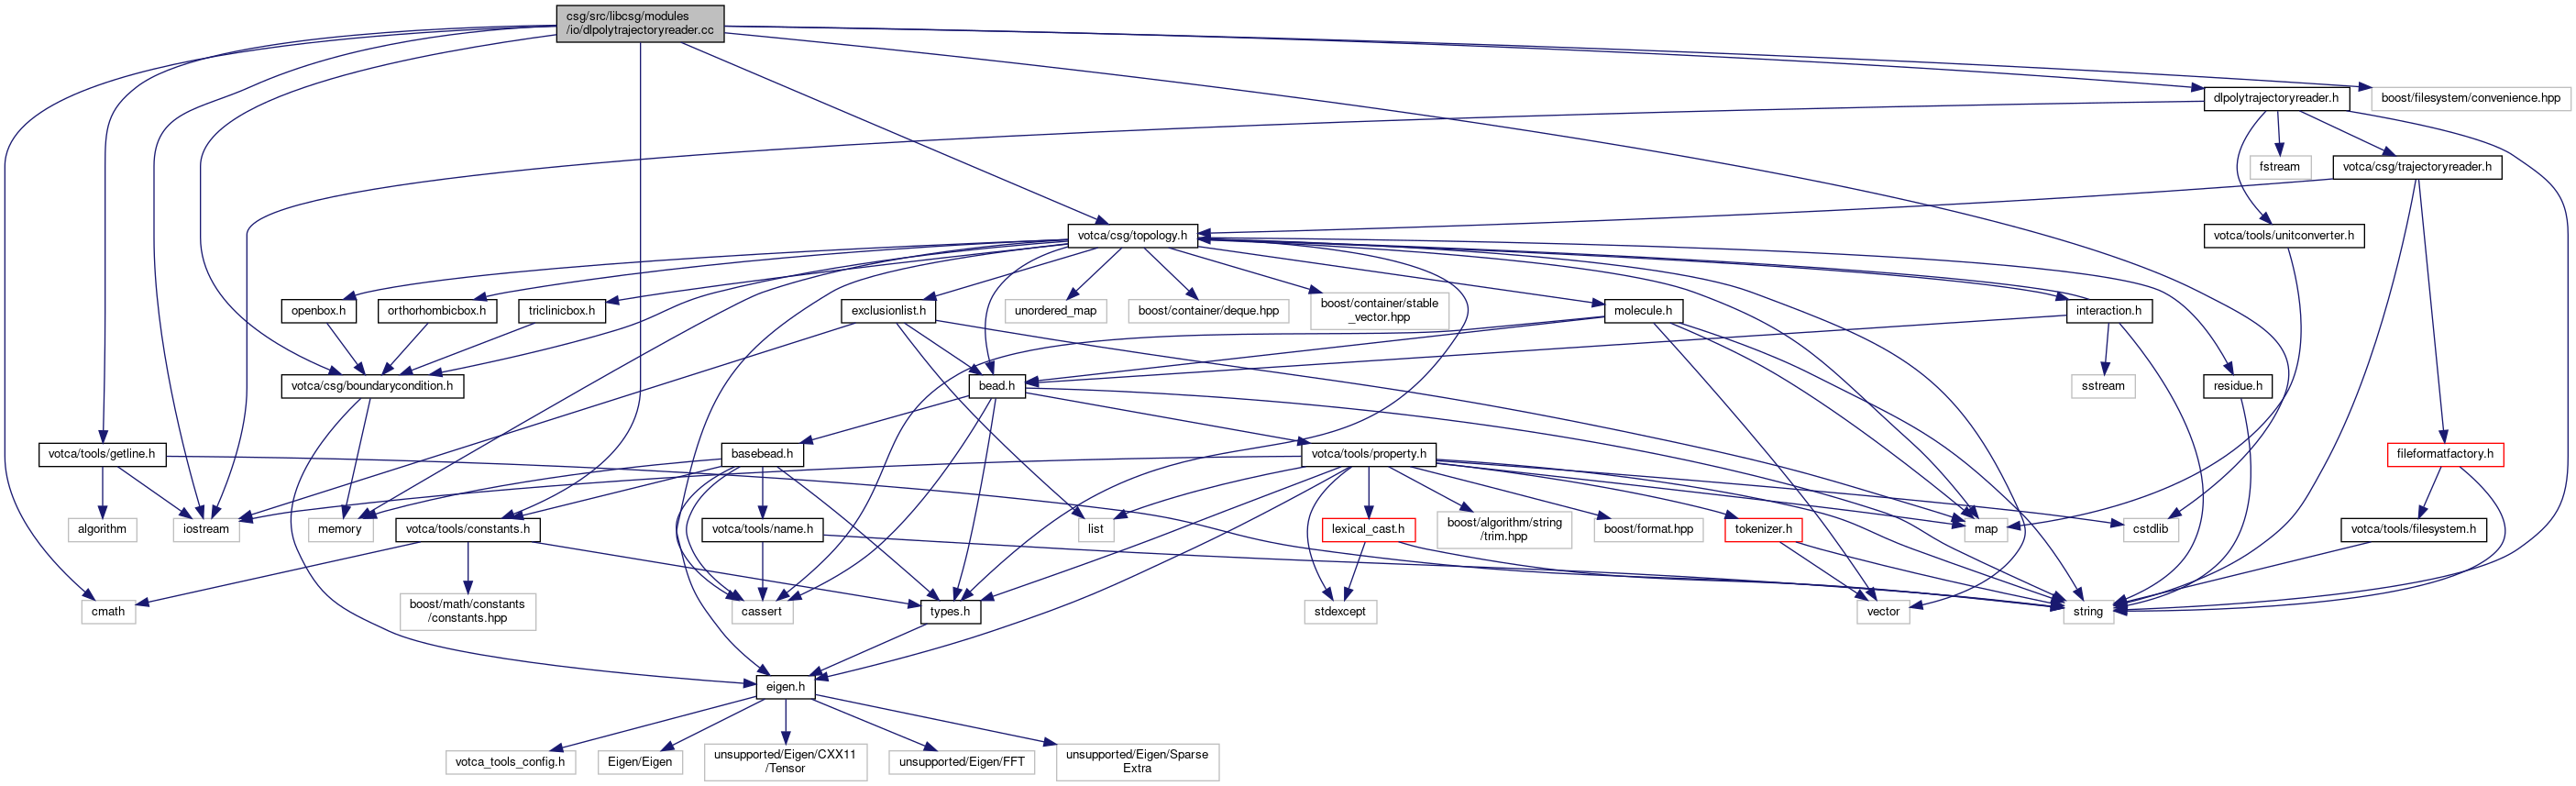 csg/src/libcsg/modules
/io/dlpolytrajectoryreader.cc
dlpolytrajectoryreader.h
boost/filesystem/convenience.hpp
fstream
votca/csg/trajectoryreader.h
votca/csg/topology.h
votca/tools/unitconverter.h
openbox.h
orthorhombicbox.h
triclinicbox.h
exclusionlist.h
unordered_map
boost/container/deque.hpp
boost/container/stable
_vector.hpp
molecule.h
interaction.h
votca/csg/boundarycondition.h
bead.h
sstream
residue.h
votca/tools/getline.h
basebead.h
votca/tools/property.h
fileformatfactory.h
algorithm
iostream
memory
votca/tools/constants.h
votca/tools/name.h
list
lexical_cast.h
boost/algorithm/string
/trim.hpp
boost/format.hpp
tokenizer.h
map
cstdlib
votca/tools/filesystem.h
cmath
boost/math/constants
/constants.hpp
cassert
types.h
stdexcept
vector
string
eigen.h
votca_tools_config.h
Eigen/Eigen
unsupported/Eigen/CXX11
/Tensor
unsupported/Eigen/FFT
unsupported/Eigen/Sparse
Extra